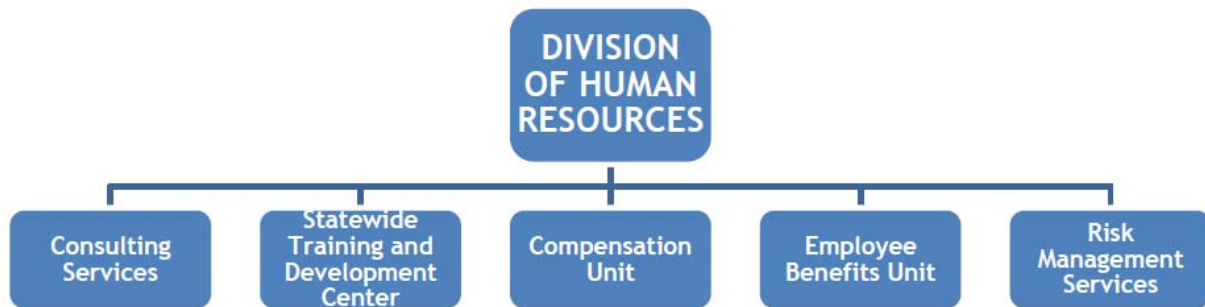 DIVISION
OF HUMAN
RESOURCES
Consulting
Services
Statewide
Training and
Development
Center
Compensation
Unit
Employee
Benefits Unit
Risk
Management
Services